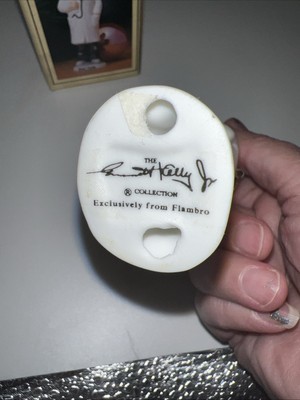 THE
Emmett Kelly Jr
® COLLECTION
Exclusively from Flambro